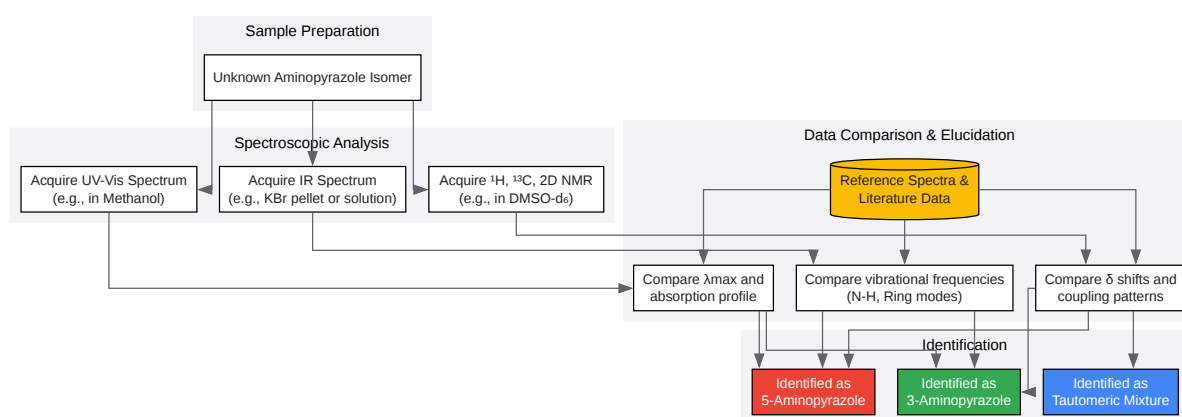 Sample Preparation
Unknown Aminopyrazole Isomer
Spectroscopic Analysis
Acquire UV-Vis Spectrum
(e.g., in Methanol)
Acquire IR Spectrum
(e.g., KBr pellet or solution)
Acquire ¹H, ¹³C, 2D NMR
(e.g., in DMSO-d₆)
Data Comparison & Elucidation
Reference Spectra &
Literature Data
Compare λmax and
absorption profile
Compare vibrational frequencies
(N-H, Ring modes)
Compare δ shifts and
coupling patterns
Identification
Identified as
5-Aminopyrazole
Identified as
3-Aminopyrazole
Identified as
Tautomeric Mixture